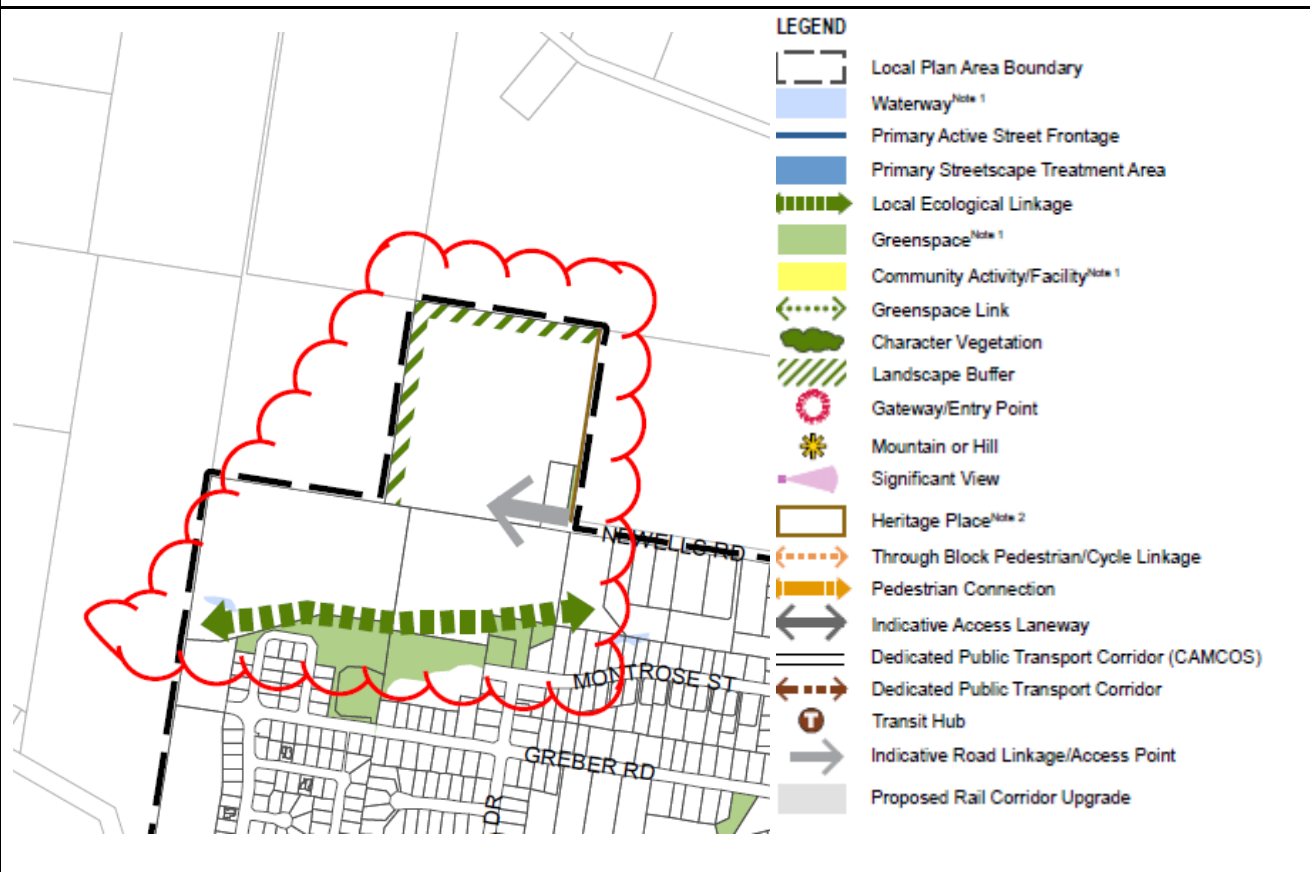 LEGEND
Local Plan Area Boundary
Waterway Note 1
Primary Active Street Frontage
Primary Streetscape Treatment Area
Local Ecological Linkage
Greenspace Note 1
Community Activity/Facility Note 1
Greenspace Link
Character Vegetation
Landscape Buffer
Gateway/Entry Point
Mountain or Hill
Significant View
Heritage Place Note 2
Through Block Pedestrian/Cycle Linkage
Pedestrian Connection
Indicative Access Laneway
Dedicated Public Transport Corridor (CAMCOS)
Dedicated Public Transport Corridor
T
Transit Hub
Indicative Road Linkage/Access Point
Proposed Rail Corridor Upgrade
NEWELLS RD
MONTROSE ST
GREBER RD
DR